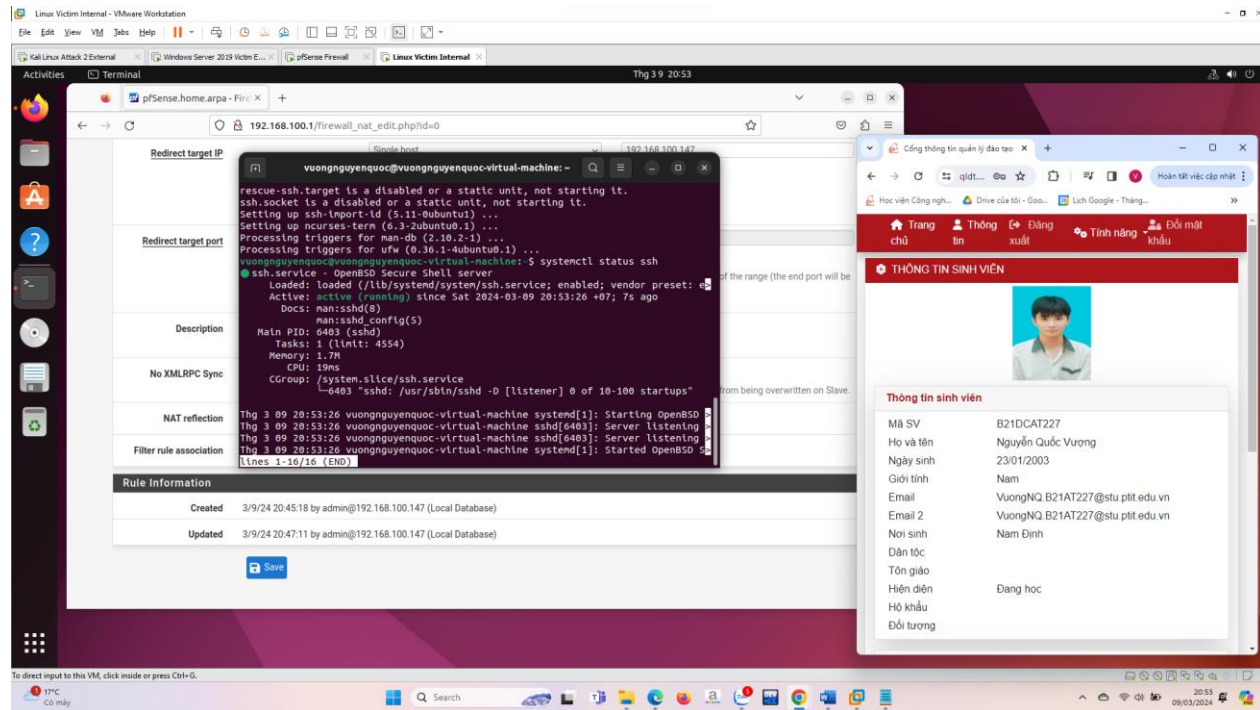 Linux Victim Internal - VMware Workstation
File Edit View VM Tabs Help
Kali Linux Attack 2 External
Windows Server 2019 Victim E...
pfSense Firewall
Linux Victim Internal
Activities
Terminal
Thg 3 9 20:53
pfSense.home.arpa - Fire
192.168.100.1/firewall_nat_edit.php?id=0
Redirect target IP
Single host
192.168.100.147
Redirect target port
of the range (the end port will be
Description
No XMLRPC Sync
from being overwritten on Slave.
NAT reflection
Filter rule association
Rule Information
Created 3/9/24 20:45:18 by admin@192.168.100.147 (Local Database)
Updated 3/9/24 20:47:11 by admin@192.168.100.147 (Local Database)
Save
vuongnguyenquoc@vuongnguyenquoc-virtual-machine: ~
rescue-ssh.target is a disabled or a static unit, not starting it.
ssh.socket is a disabled or a static unit, not starting it.
Setting up ssh-import-id (5.11-0ubuntu1) ...
Setting up ncurses-term (6.3-2ubuntu0.1) ...
Processing triggers for man-db (2.10.2-1) ...
Processing triggers for ufw (0.36.1-4ubuntu0.1) ...
vuongnguyenquoc@vuongnguyenquoc-virtual-machine:~$ systemctl status ssh
ssh.service - OpenBSD Secure Shell server
Loaded: loaded (/lib/systemd/system/ssh.service; enabled; vendor preset: e>
Active: active (running) since Sat 2024-03-09 20:53:26 +07; 7s ago
Docs: man:sshd(8)
man:sshd_config(5)
Main PID: 6403 (sshd)
Tasks: 1 (limit: 4554)
Memory: 1.7M
CPU: 19ms
CGroup: /system.slice/ssh.service
└─6403 "sshd: /usr/sbin/sshd -D [listener] 0 of 10-100 startups"
Thg 3 09 20:53:26 vuongnguyenquoc-virtual-machine systemd[1]: Starting OpenBSD >
Thg 3 09 20:53:26 vuongnguyenquoc-virtual-machine sshd[6403]: Server listening >
Thg 3 09 20:53:26 vuongnguyenquoc-virtual-machine sshd[6403]: Server listening >
Thg 3 09 20:53:26 vuongnguyenquoc-virtual-machine systemd[1]: Started OpenBSD S>
lines 1-16/16 (END)
Cổng thông tin quản lý đào tạo
qldt....
Hoàn tất việc cập nhật
Học viện Công ngh...
Drive của tôi - Goo...
Lịch Google - Tháng...
Trang chủ
Thông tin
Đăng xuất
Tính năng
Đổi mật khẩu
THÔNG TIN SINH VIÊN
Thông tin sinh viên
Mã SV B21DCAT227
Họ và tên Nguyễn Quốc Vượng
Ngày sinh 23/01/2003
Giới tính Nam
Email VuongNQ.B21AT227@stu.ptit.edu.vn
Email 2 VuongNQ.B21AT227@stu.ptit.edu.vn
Nơi sinh Nam Định
Dân tộc
Tôn giáo
Hiện diện Đang học
Hộ khẩu
Đối tượng
To direct input to this VM, click inside or press Ctrl+G.
17°C
Có mây
Search
20:53
09/03/2024